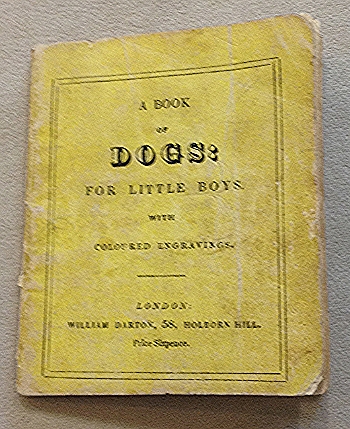 A BOOK
OF
DOGS:
FOR LITTLE BOYS.
WITH
COLOURED ENGRAVINGS.
LONDON:
WILLIAM DARTON, 58, HOLBORN HILL.
Price Sixpence.